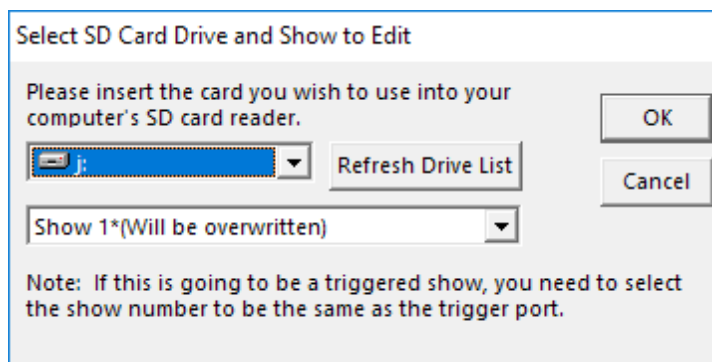 Select SD Card Drive and Show to Edit
Please insert the card you wish to use into your
computer's SD card reader.
OK
j:
Refresh Drive List
Cancel
Show 1*(Will be overwritten)
Note:  If this is going to be a triggered show, you need to select
the show number to be the same as the trigger port.